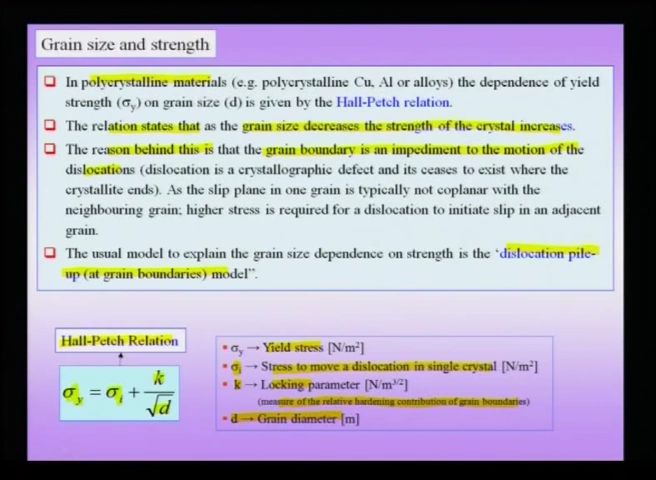 Grain size and strength
❑ In polycrystalline materials (e.g. polycrystalline Cu, Al or alloys) the dependence of yield
strength (σy) on grain size (d) is given by the Hall-Petch relation.
❑ The relation states that as the grain size decreases the strength of the crystal increases.
❑ The reason behind this is that the grain boundary is an impediment to the motion of the
dislocations (dislocation is a crystallographic defect and its ceases to exist where the
crystallite ends). As the slip plane in one grain is typically not coplanar with the
neighbouring grain; higher stress is required for a dislocation to initiate slip in an adjacent
grain.
❑ The usual model to explain the grain size dependence on strength is the ‘dislocation pile-
up (at grain boundaries) model”.
Hall-Petch Relation
σy = σi + k/√d
▪ σy → Yield stress [N/m²]
▪ σi → Stress to move a dislocation in single crystal [N/m²]
▪ k → Locking parameter [N/m^3/2]
(measure of the relative hardening contribution of grain boundaries)
▪ d → Grain diameter [m]